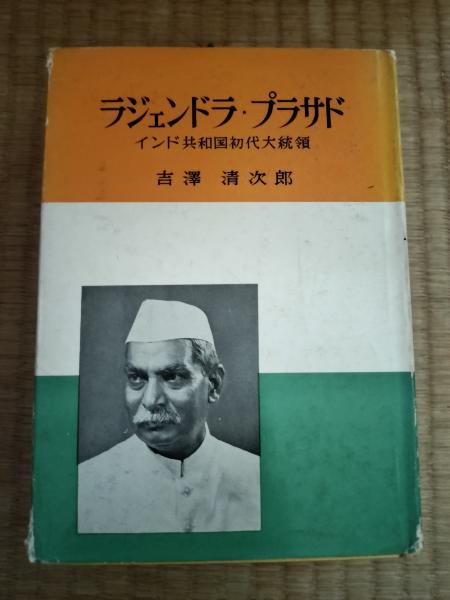 ラジェンドラ・プラサド
インド共和国初代大統領
吉澤 清次郎